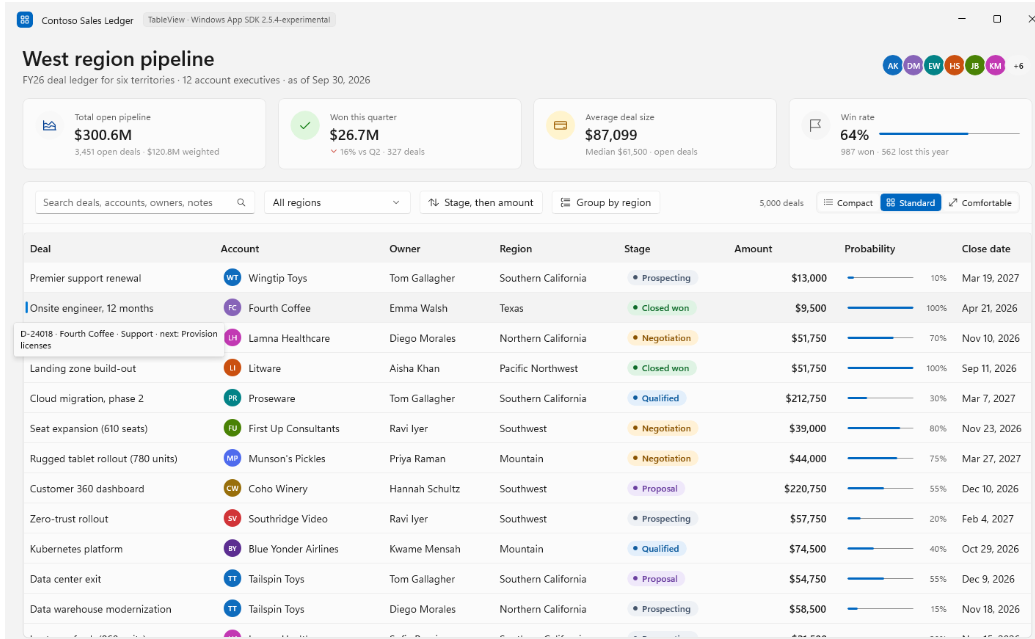 Contoso Sales Ledger TableView · Windows App SDK 2.5.4-experimental
West region pipeline
FY26 deal ledger for six territories · 12 account executives · as of Sep 30, 2026
AK DM EW HS JB KM +6
Total open pipeline
$300.6M
3,451 open deals · $120.8M weighted
Won this quarter
$26.7M
16% vs Q2 · 327 deals
Average deal size
$87,099
Median $61,500 · open deals
Win rate
64%
987 won · 562 lost this year
Search deals, accounts, owners, notes All regions Stage, then amount Group by region 5,000 deals Compact Standard Comfortable
Deal Account Owner Region Stage Amount Probability Close date
Premier support renewal WT Wingtip Toys Tom Gallagher Southern California Prospecting $13,000 10% Mar 19, 2027
Onsite engineer, 12 months FC Fourth Coffee Emma Walsh Texas Closed won $9,500 100% Apr 21, 2026
D-24018 · Fourth Coffee · Support · next: Provision
licenses
LH Lamna Healthcare Diego Morales Northern California Negotiation $51,750 70% Nov 10, 2026
Landing zone build-out LI Litware Aisha Khan Pacific Northwest Closed won $51,750 100% Sep 11, 2026
Cloud migration, phase 2 PR Proseware Tom Gallagher Southern California Qualified $212,750 30% Mar 7, 2027
Seat expansion (610 seats) FU First Up Consultants Ravi Iyer Southwest Negotiation $39,000 80% Nov 23, 2026
Rugged tablet rollout (780 units) MP Munson's Pickles Priya Raman Mountain Negotiation $44,000 75% Mar 27, 2027
Customer 360 dashboard CW Coho Winery Hannah Schultz Southwest Proposal $220,750 55% Dec 10, 2026
Zero-trust rollout SV Southridge Video Ravi Iyer Southwest Prospecting $57,750 20% Feb 4, 2027
Kubernetes platform BY Blue Yonder Airlines Kwame Mensah Mountain Qualified $74,500 40% Oct 29, 2026
Data center exit TT Tailspin Toys Tom Gallagher Southern California Proposal $54,750 55% Dec 9, 2026
Data warehouse modernization TT Tailspin Toys Diego Morales Northern California Prospecting $58,500 15% Nov 18, 2026